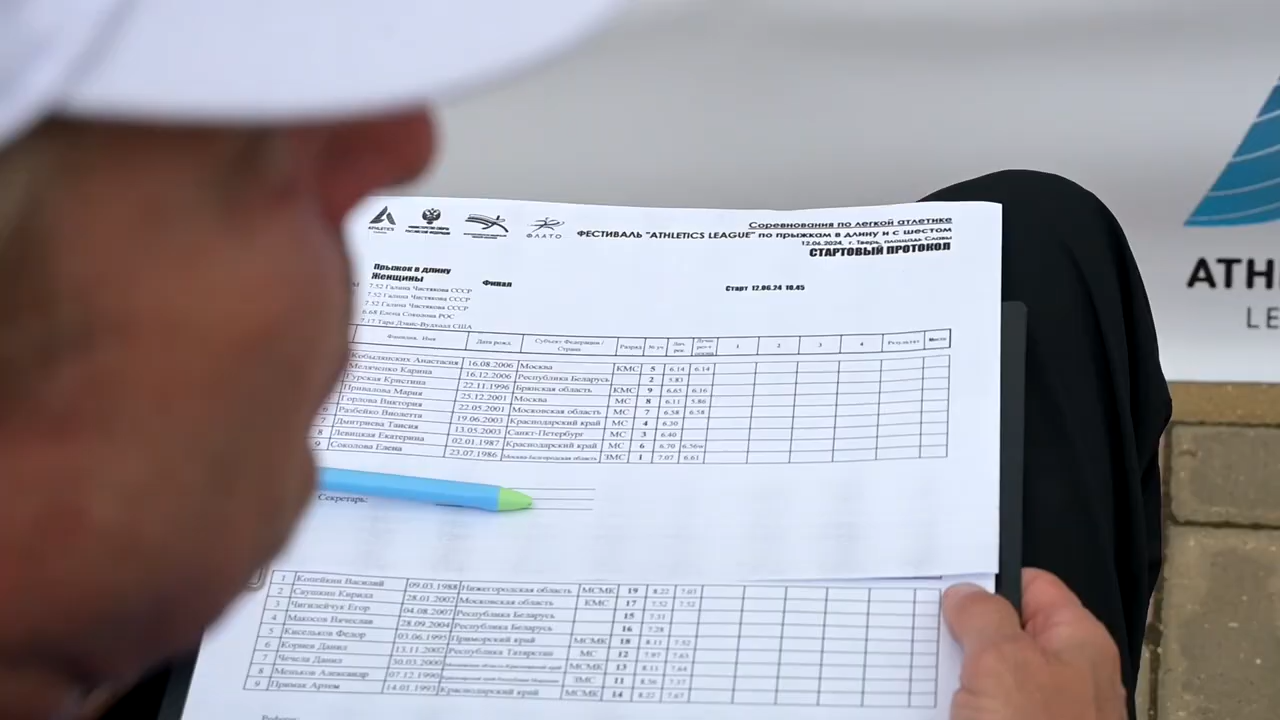 ATHLETICS
МИНИСТЕРСТВО СПОРТА
РОССИЙСКОЙ ФЕДЕРАЦИИ
ФЛАТО
Соревнования по легкой атлетике
ФЕСТИВАЛЬ "ATHLETICS LEAGUE" по прыжкам в длину и с шестом
12.06.2024, г. Тверь, площадь Славы
СТАРТОВЫЙ ПРОТОКОЛ
Прыжок в длину
Женщины Финал Старт 12.06.24 10.45
7.52 Галина Чистякова СССР
7.52 Галина Чистякова СССР
7.52 Галина Чистякова СССР
6.68 Елена Соколова РОС
7.17 Тара Дэвис-Вудхолл США
Фамилия, Имя Дата рожд. Субъект Федерации / Страна Разряд № уч 1 2 3 4 Результат Место
Кобылянских Анастасия 16.08.2006 Москва КМС 5 6.14 6.14
Меляченко Карина 16.12.2006 Республика Беларусь 2 5.83
Гурская Кристина 22.11.1996 Брянская область КМС 9 6.65 6.16
Привалова Мария 25.12.2001 Москва МС 8 6.11 5.86
Горлова Виктория 22.05.2001 Московская область МС 7 6.58 6.58
6 Разбейко Виолетта 19.06.2003 Краснодарский край МС 4 6.30
7 Дмитриева Таисия 13.05.2003 Санкт-Петербург МС 3 6.40
8 Левицкая Екатерина 02.01.1987 Краснодарский край МС 6 6.70 6.56w
9 Соколова Елена 23.07.1986 Москва-Белгородская область ЗМС 1 7.07 6.61
Секретарь:
1 Копейкин Василий 09.03.1988 Нижегородская область МСМК 19 8.22 7.03
2 Саушкин Кирилл 28.01.2002 Московская область КМС 17 7.52 7.52
3 Чигилейчук Егор 04.08.2007 Республика Беларусь 15 7.31
4 Макосов Вячеслав 28.09.2004 Республика Беларусь 16 7.28
5 Кисельков Федор 03.06.1995 Приморский край МСМК 18 8.11 7.52
6 Корнев Данил 13.11.2002 Республика Татарстан МС 12 7.97 7.63
7 Чечела Данил 30.03.2000 МСМК 13 8.11 7.64
8 Меньков Александр 07.12.1990 ЗМС 11 8.56
9 Примак Артем 14.01.1993 Краснодарский край МСМК 14 8.22 7.67
ATH
LE